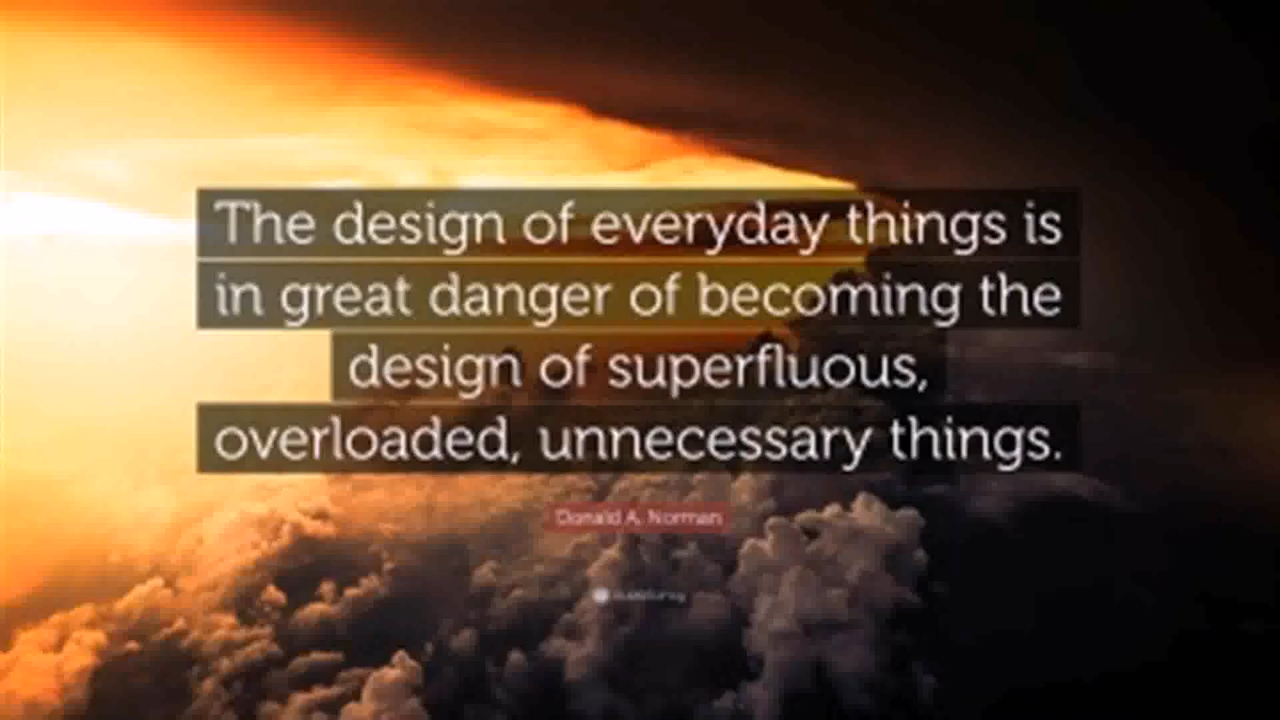 The design of everyday things is
in great danger of becoming the
design of superfluous,
overloaded, unnecessary things.
Donald A. Norman